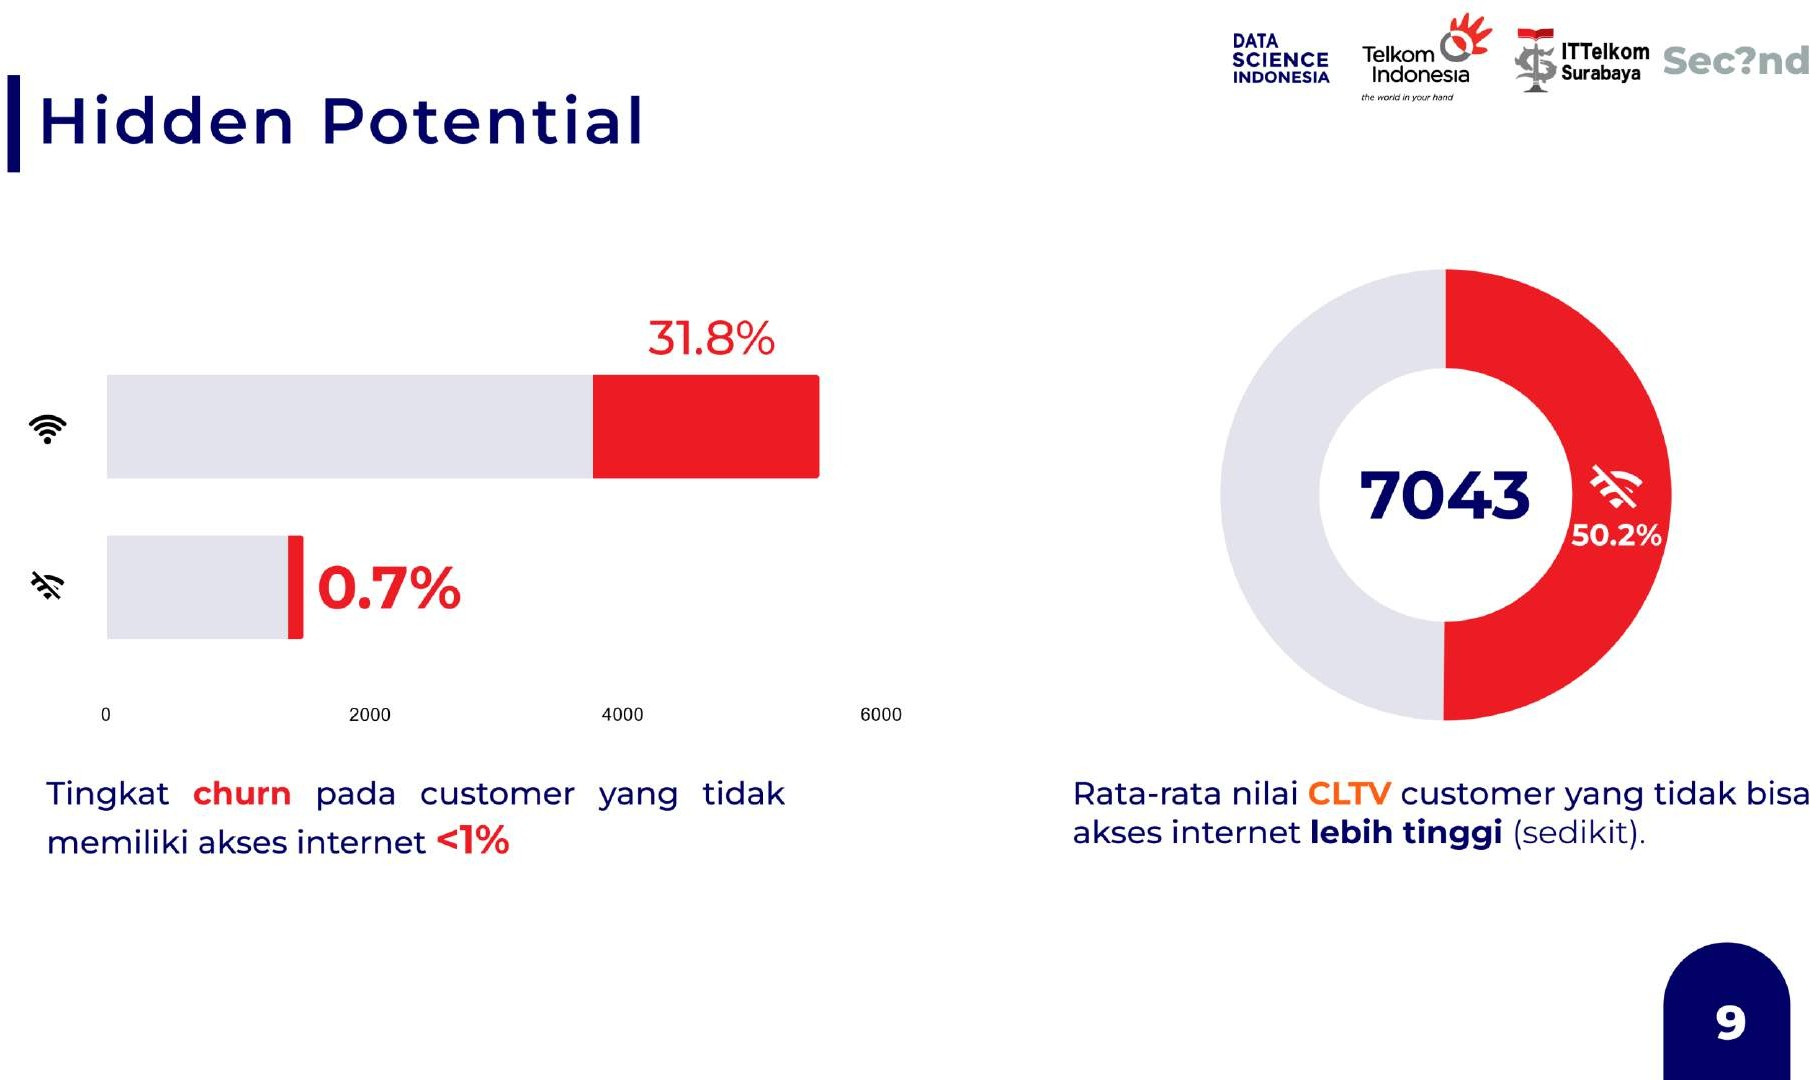 DATA
SCIENCE
INDONESIA
Telkom
Indonesia
the world in your hand
ITTelkom
Surabaya
Sec?nd
Hidden Potential
31.8%
0.7%
0
2000
4000
6000
Tingkat churn pada customer yang tidak
memiliki akses internet <1%
7043
50.2%
Rata-rata nilai CLTV customer yang tidak bisa
akses internet lebih tinggi (sedikit).
9